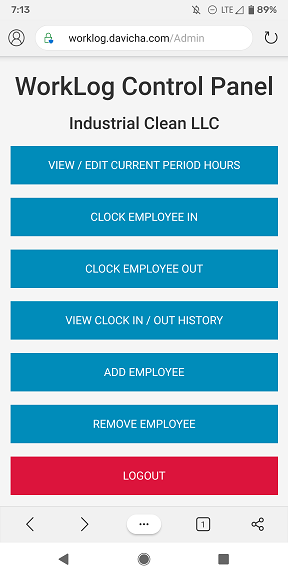 7:13
LTE 89%
worklog.davicha.com/Admin
WorkLog Control Panel
Industrial Clean LLC
VIEW / EDIT CURRENT PERIOD HOURS
CLOCK EMPLOYEE IN
CLOCK EMPLOYEE OUT
VIEW CLOCK IN / OUT HISTORY
ADD EMPLOYEE
REMOVE EMPLOYEE
LOGOUT
1